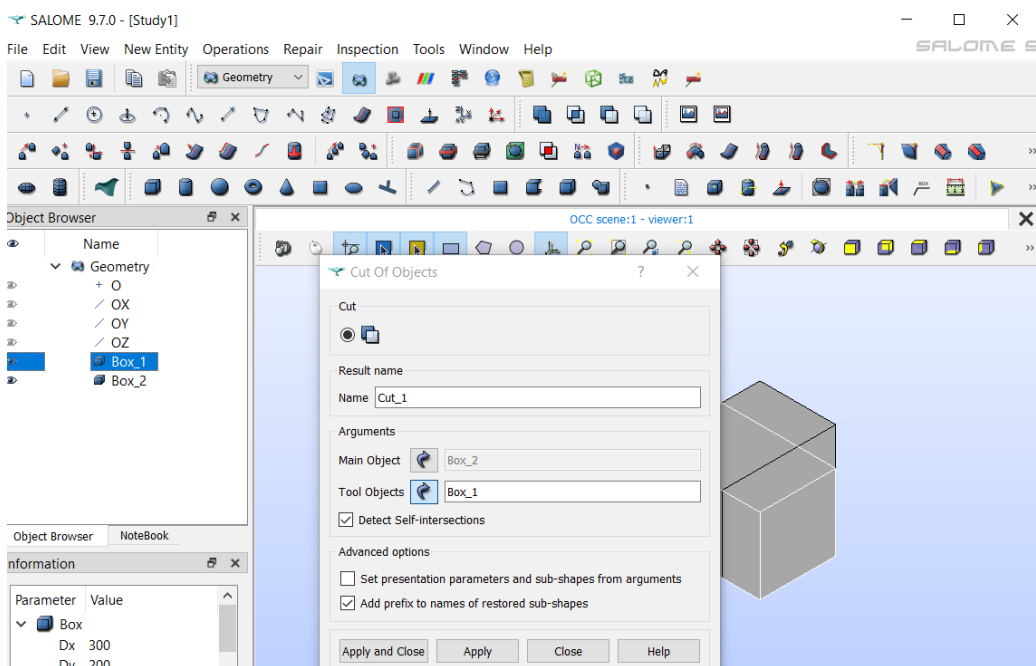 SALOME 9.7.0 - [Study1]
File Edit View New Entity Operations Repair Inspection Tools Window Help
SALOME S
Geometry
Object Browser
OCC scene:1 - viewer:1
Name
Geometry
O
OX
OY
OZ
Box_1
Box_2
Cut Of Objects
?
Cut
Result name
Name Cut_1
Arguments
Main Object Box_2
Tool Objects Box_1
Detect Self-intersections
Advanced options
Set presentation parameters and sub-shapes from arguments
Add prefix to names of restored sub-shapes
Apply and Close Apply Close Help
Object Browser NoteBook
nformation
Parameter Value
Box
Dx 300
Dy 200